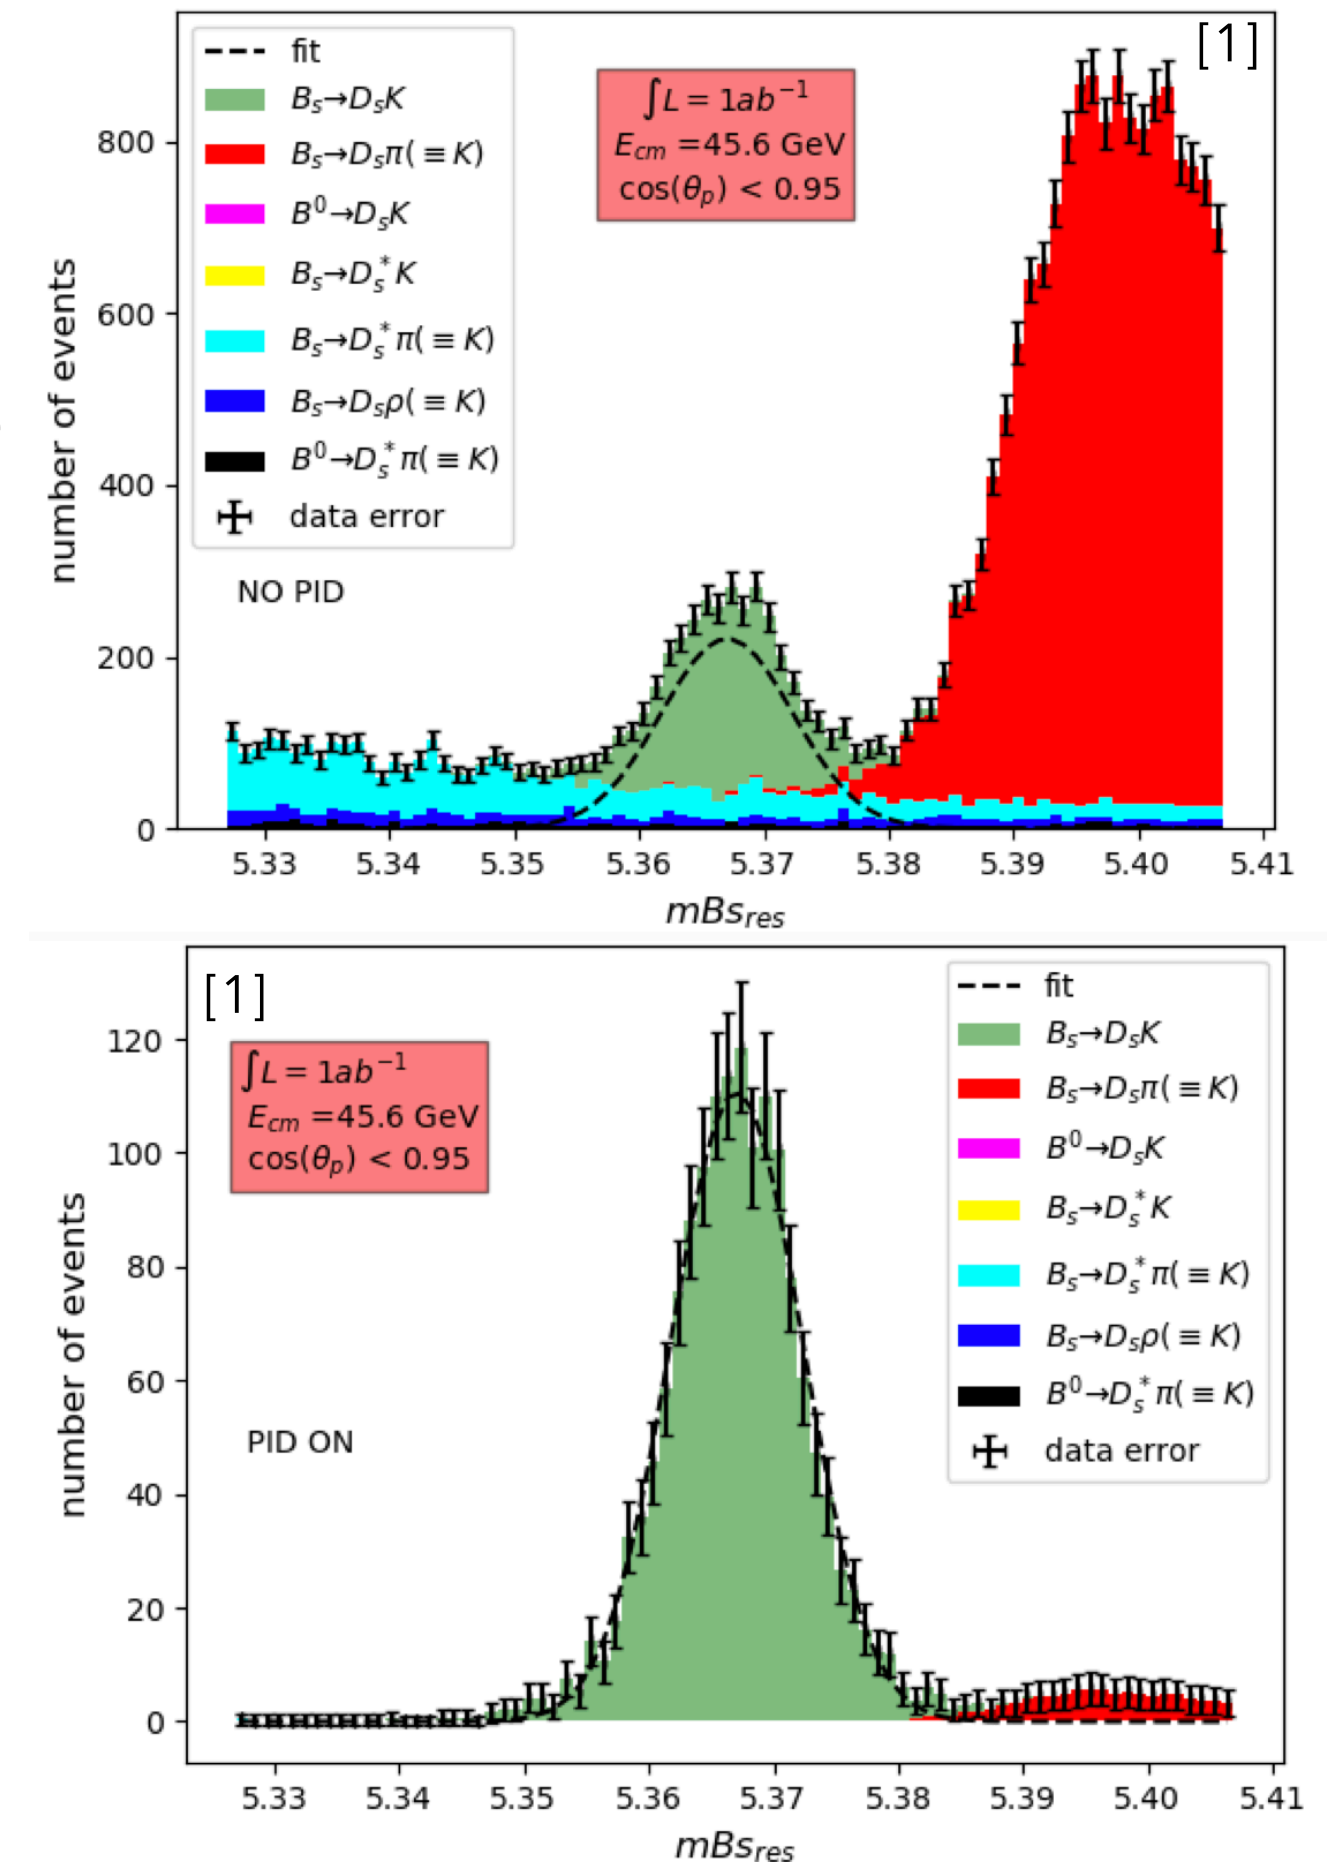 [1]
fit
Bs→DsK
Bs→Dsπ(≡K)
B⁰→DsK
Bs→Ds*K
Bs→Ds*π(≡K)
Bs→Dsρ(≡K)
B⁰→Ds*π(≡K)
data error
∫L = 1ab⁻¹
Ecm =45.6 GeV
cos(θp) < 0.95
NO PID
number of events
800
600
400
200
0
5.33 5.34 5.35 5.36 5.37 5.38 5.39 5.40 5.41
mBsres
[1]
∫L = 1ab⁻¹
Ecm =45.6 GeV
cos(θp) < 0.95
fit
Bs→DsK
Bs→Dsπ(≡K)
B⁰→DsK
Bs→Ds*K
Bs→Ds*π(≡K)
Bs→Dsρ(≡K)
B⁰→Ds*π(≡K)
data error
PID ON
number of events
120
100
80
60
40
20
0
5.33 5.34 5.35 5.36 5.37 5.38 5.39 5.40 5.41
mBsres